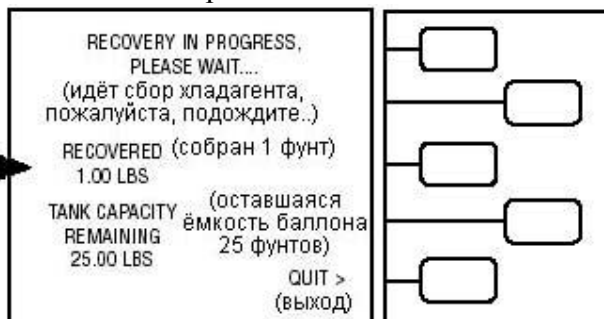 RECOVERY IN PROGRESS,
PLEASE WAIT....
(идёт сбор хладагента,
пожалуйста, подождите..)
RECOVERED (собран 1 фунт)
1.00 LBS
TANK CAPACITY (оставшаяся
REMAINING ёмкость баллона
25.00 LBS 25 фунтов)
QUIT >
(выход)